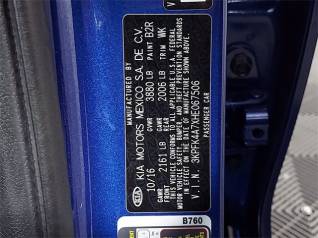 MANUFACTURED BY
KIA KIA MOTORS MEXICO S.A. DE C.V.
10/16 GVWR 3880 LB PAINT B2R
GAWR FRONT 2161 LB GAWR REAR 2006 LB TRIM WK
THIS VEHICLE CONFORMS TO ALL APPLICABLE U.S.A. FEDERAL
MOTOR VEHICLE SAFETY, BUMPER, AND THEFT PREVENTION STANDARDS
IN EFFECT ON THE DATE OF MANUFACTURE SHOWN ABOVE.
V.I.N. 3KPFK4A7XHE067506
PASSENGER CAR
B760